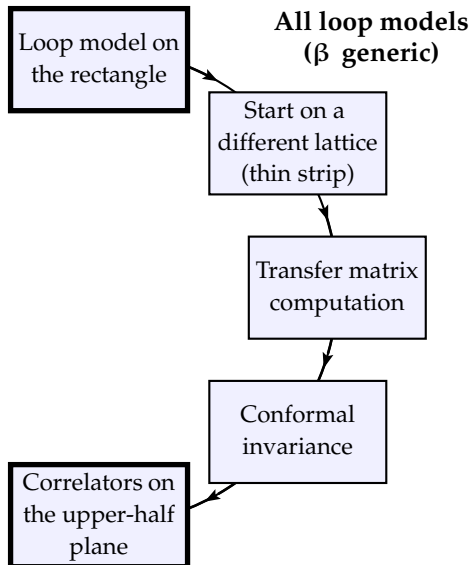 All loop models
(β generic)
Loop model on
the rectangle
Start on a
different lattice
(thin strip)
Transfer matrix
computation
Conformal
invariance
Correlators on
the upper-half
plane